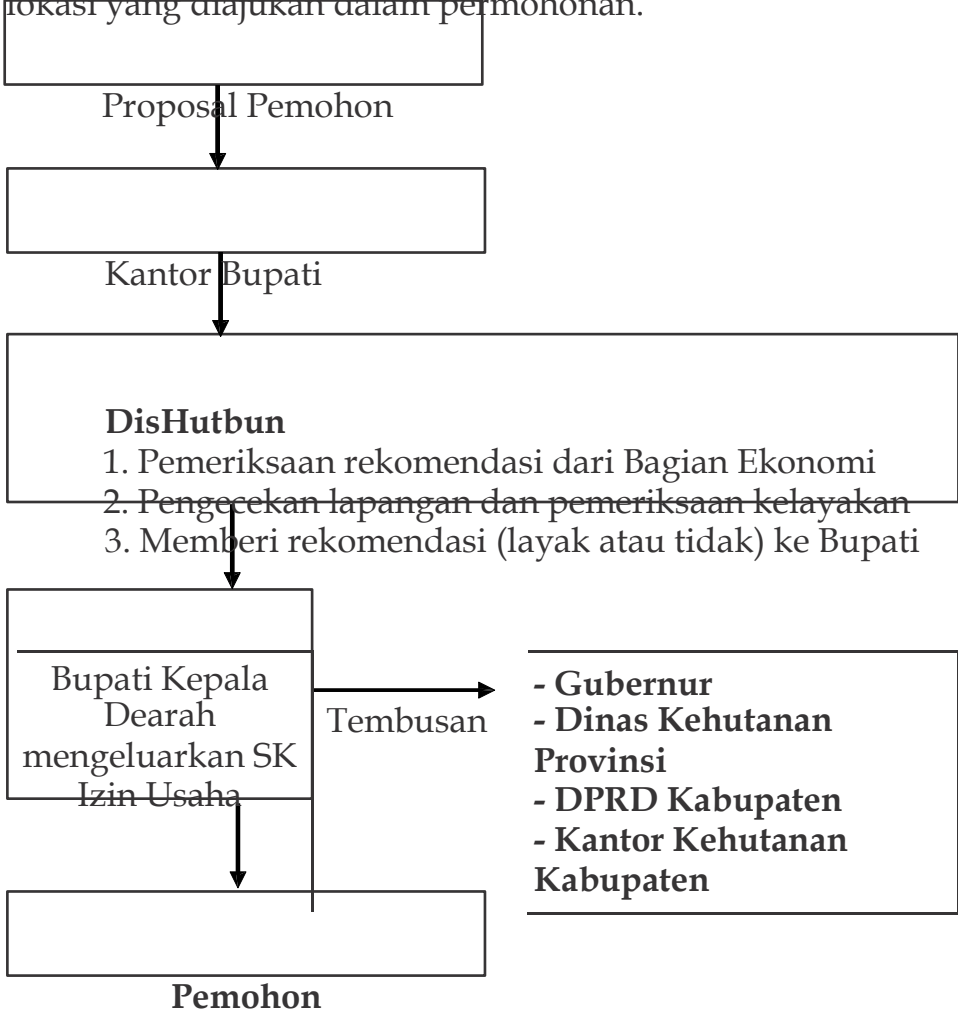 lokasi yang diajukan dalam permohonan.
Proposal Pemohon
Kantor Bupati
DisHutbun
1. Pemeriksaan rekomendasi dari Bagian Ekonomi
2. Pengecekan lapangan dan pemeriksaan kelayakan
3. Memberi rekomendasi (layak atau tidak) ke Bupati
Bupati Kepala
Dearah
mengeluarkan SK
Izin Usaha
Tembusan
- Gubernur
- Dinas Kehutanan
Provinsi
- DPRD Kabupaten
- Kantor Kehutanan
Kabupaten
Pemohon